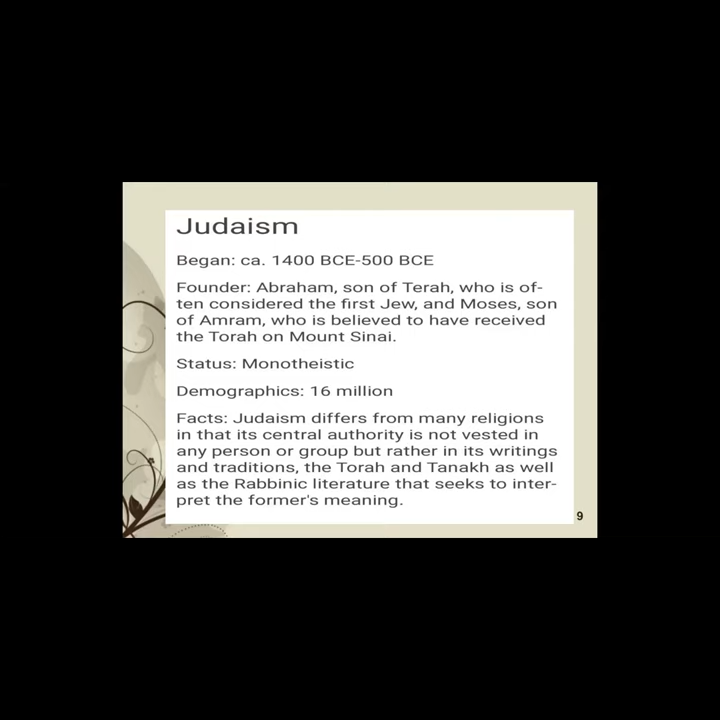 Judaism
Began: ca. 1400 BCE-500 BCE
Founder: Abraham, son of Terah, who is of-
ten considered the first Jew, and Moses, son
of Amram, who is believed to have received
the Torah on Mount Sinai.
Status: Monotheistic
Demographics: 16 million
Facts: Judaism differs from many religions
in that its central authority is not vested in
any person or group but rather in its writings
and traditions, the Torah and Tanakh as well
as the Rabbinic literature that seeks to inter-
pret the former's meaning.
9